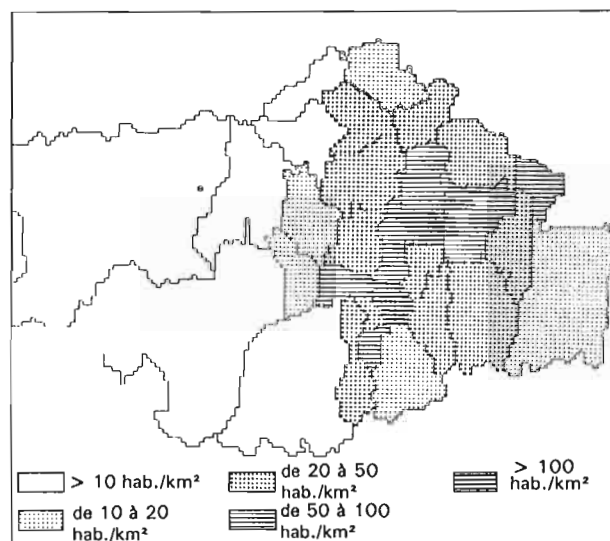 > 10 hab./km²
de 10 à 20
hab./km²
de 20 à 50
hab./km²
de 50 à 100
hab./km²
> 100
hab./km²